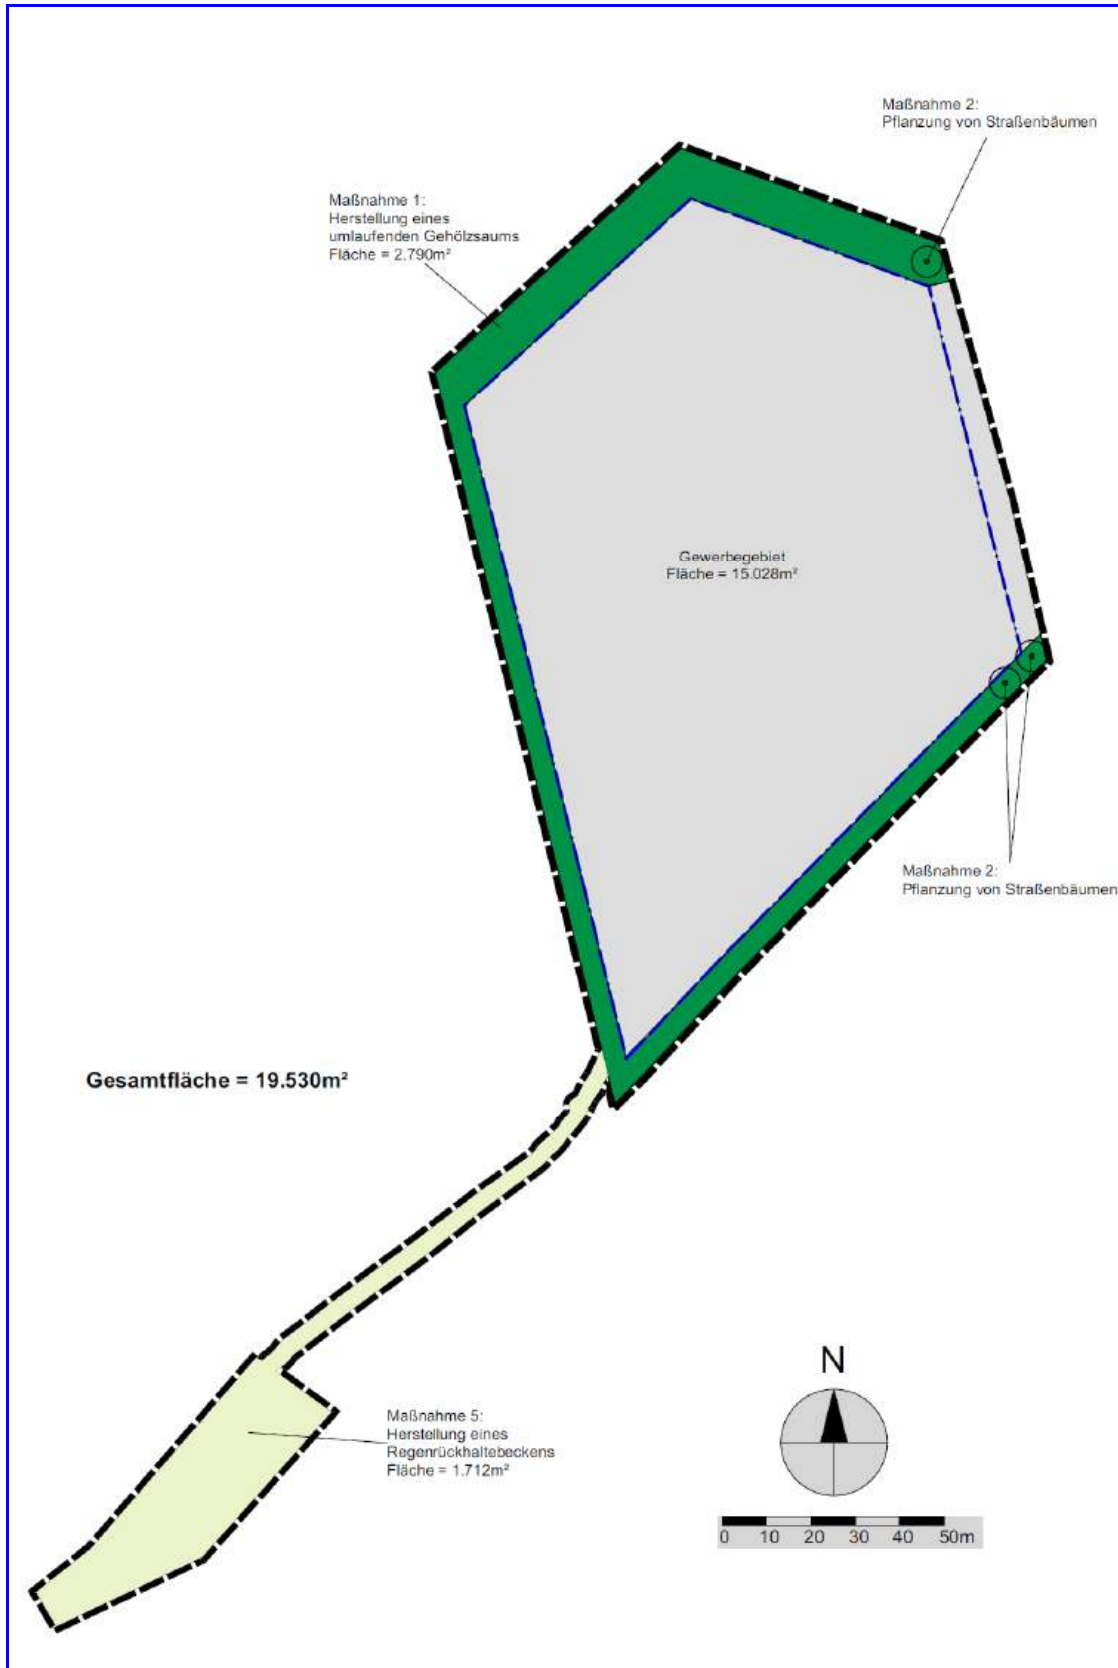 Maßnahme 2:
Pflanzung von Straßenbäumen
Maßnahme 1:
Herstellung eines
umlaufenden Gehölzsaums
Fläche = 2.790m²
Gewerbegebiet
Fläche = 15.028m²
Maßnahme 2:
Pflanzung von Straßenbäumen
Gesamtfläche = 19.530m²
N
Maßnahme 5:
Herstellung eines
Regenrückhaltebeckens
Fläche = 1.712m²
0 10 20 30 40 50m